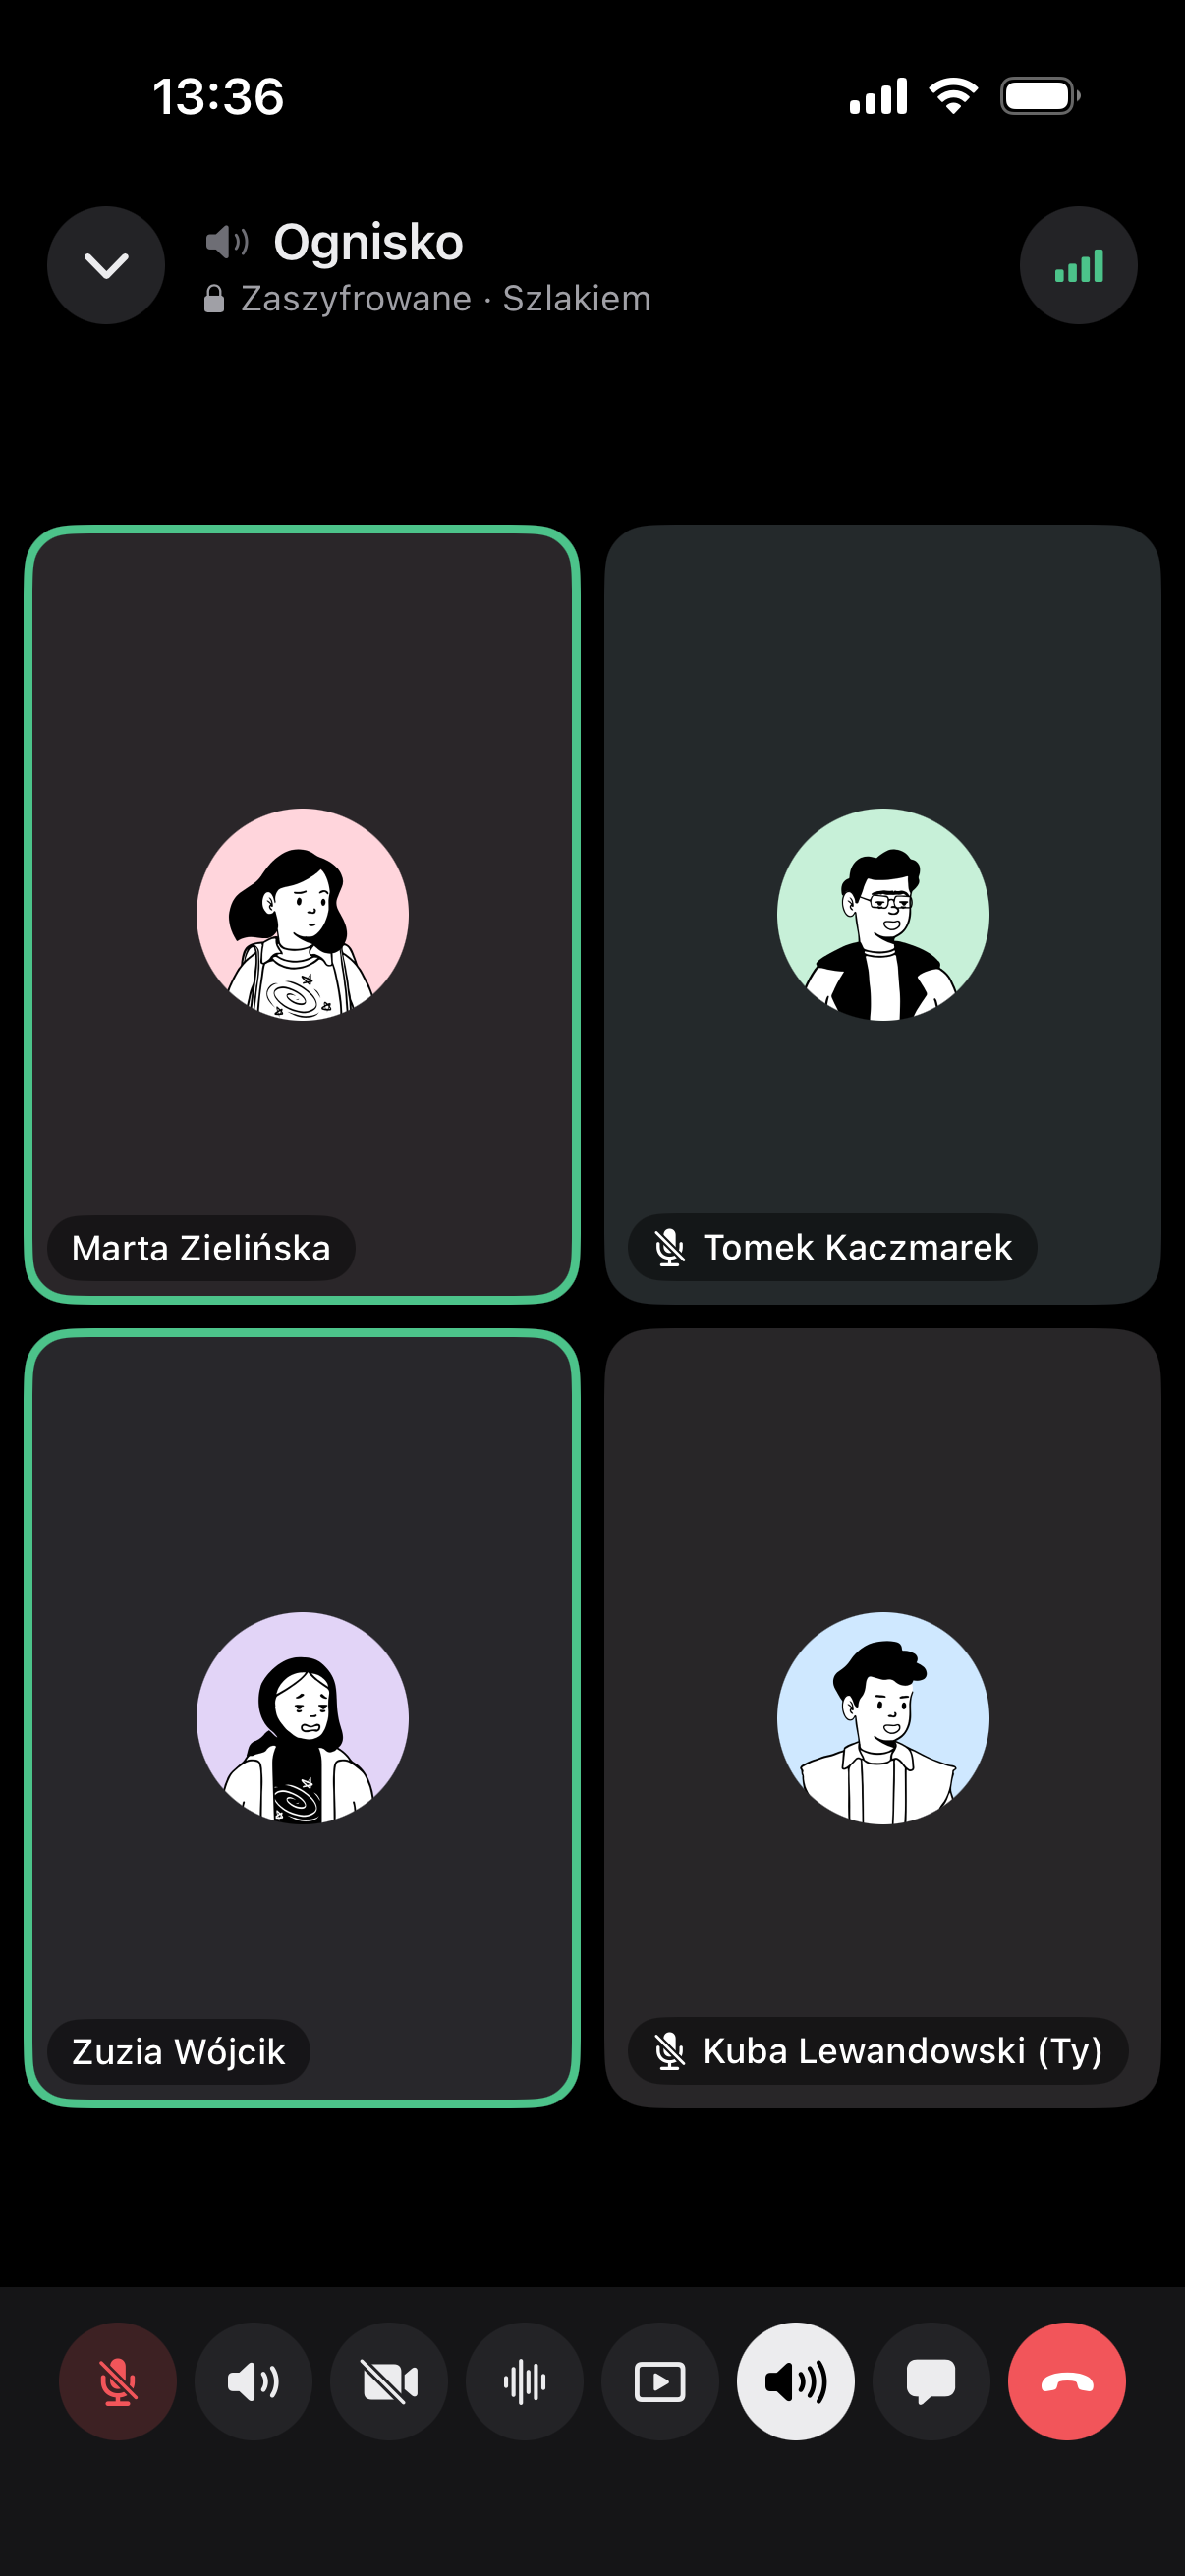 13:36
Ognisko
Zaszyfrowane · Szlakiem
Marta Zielińska
Tomek Kaczmarek
Zuzia Wójcik
Kuba Lewandowski (Ty)